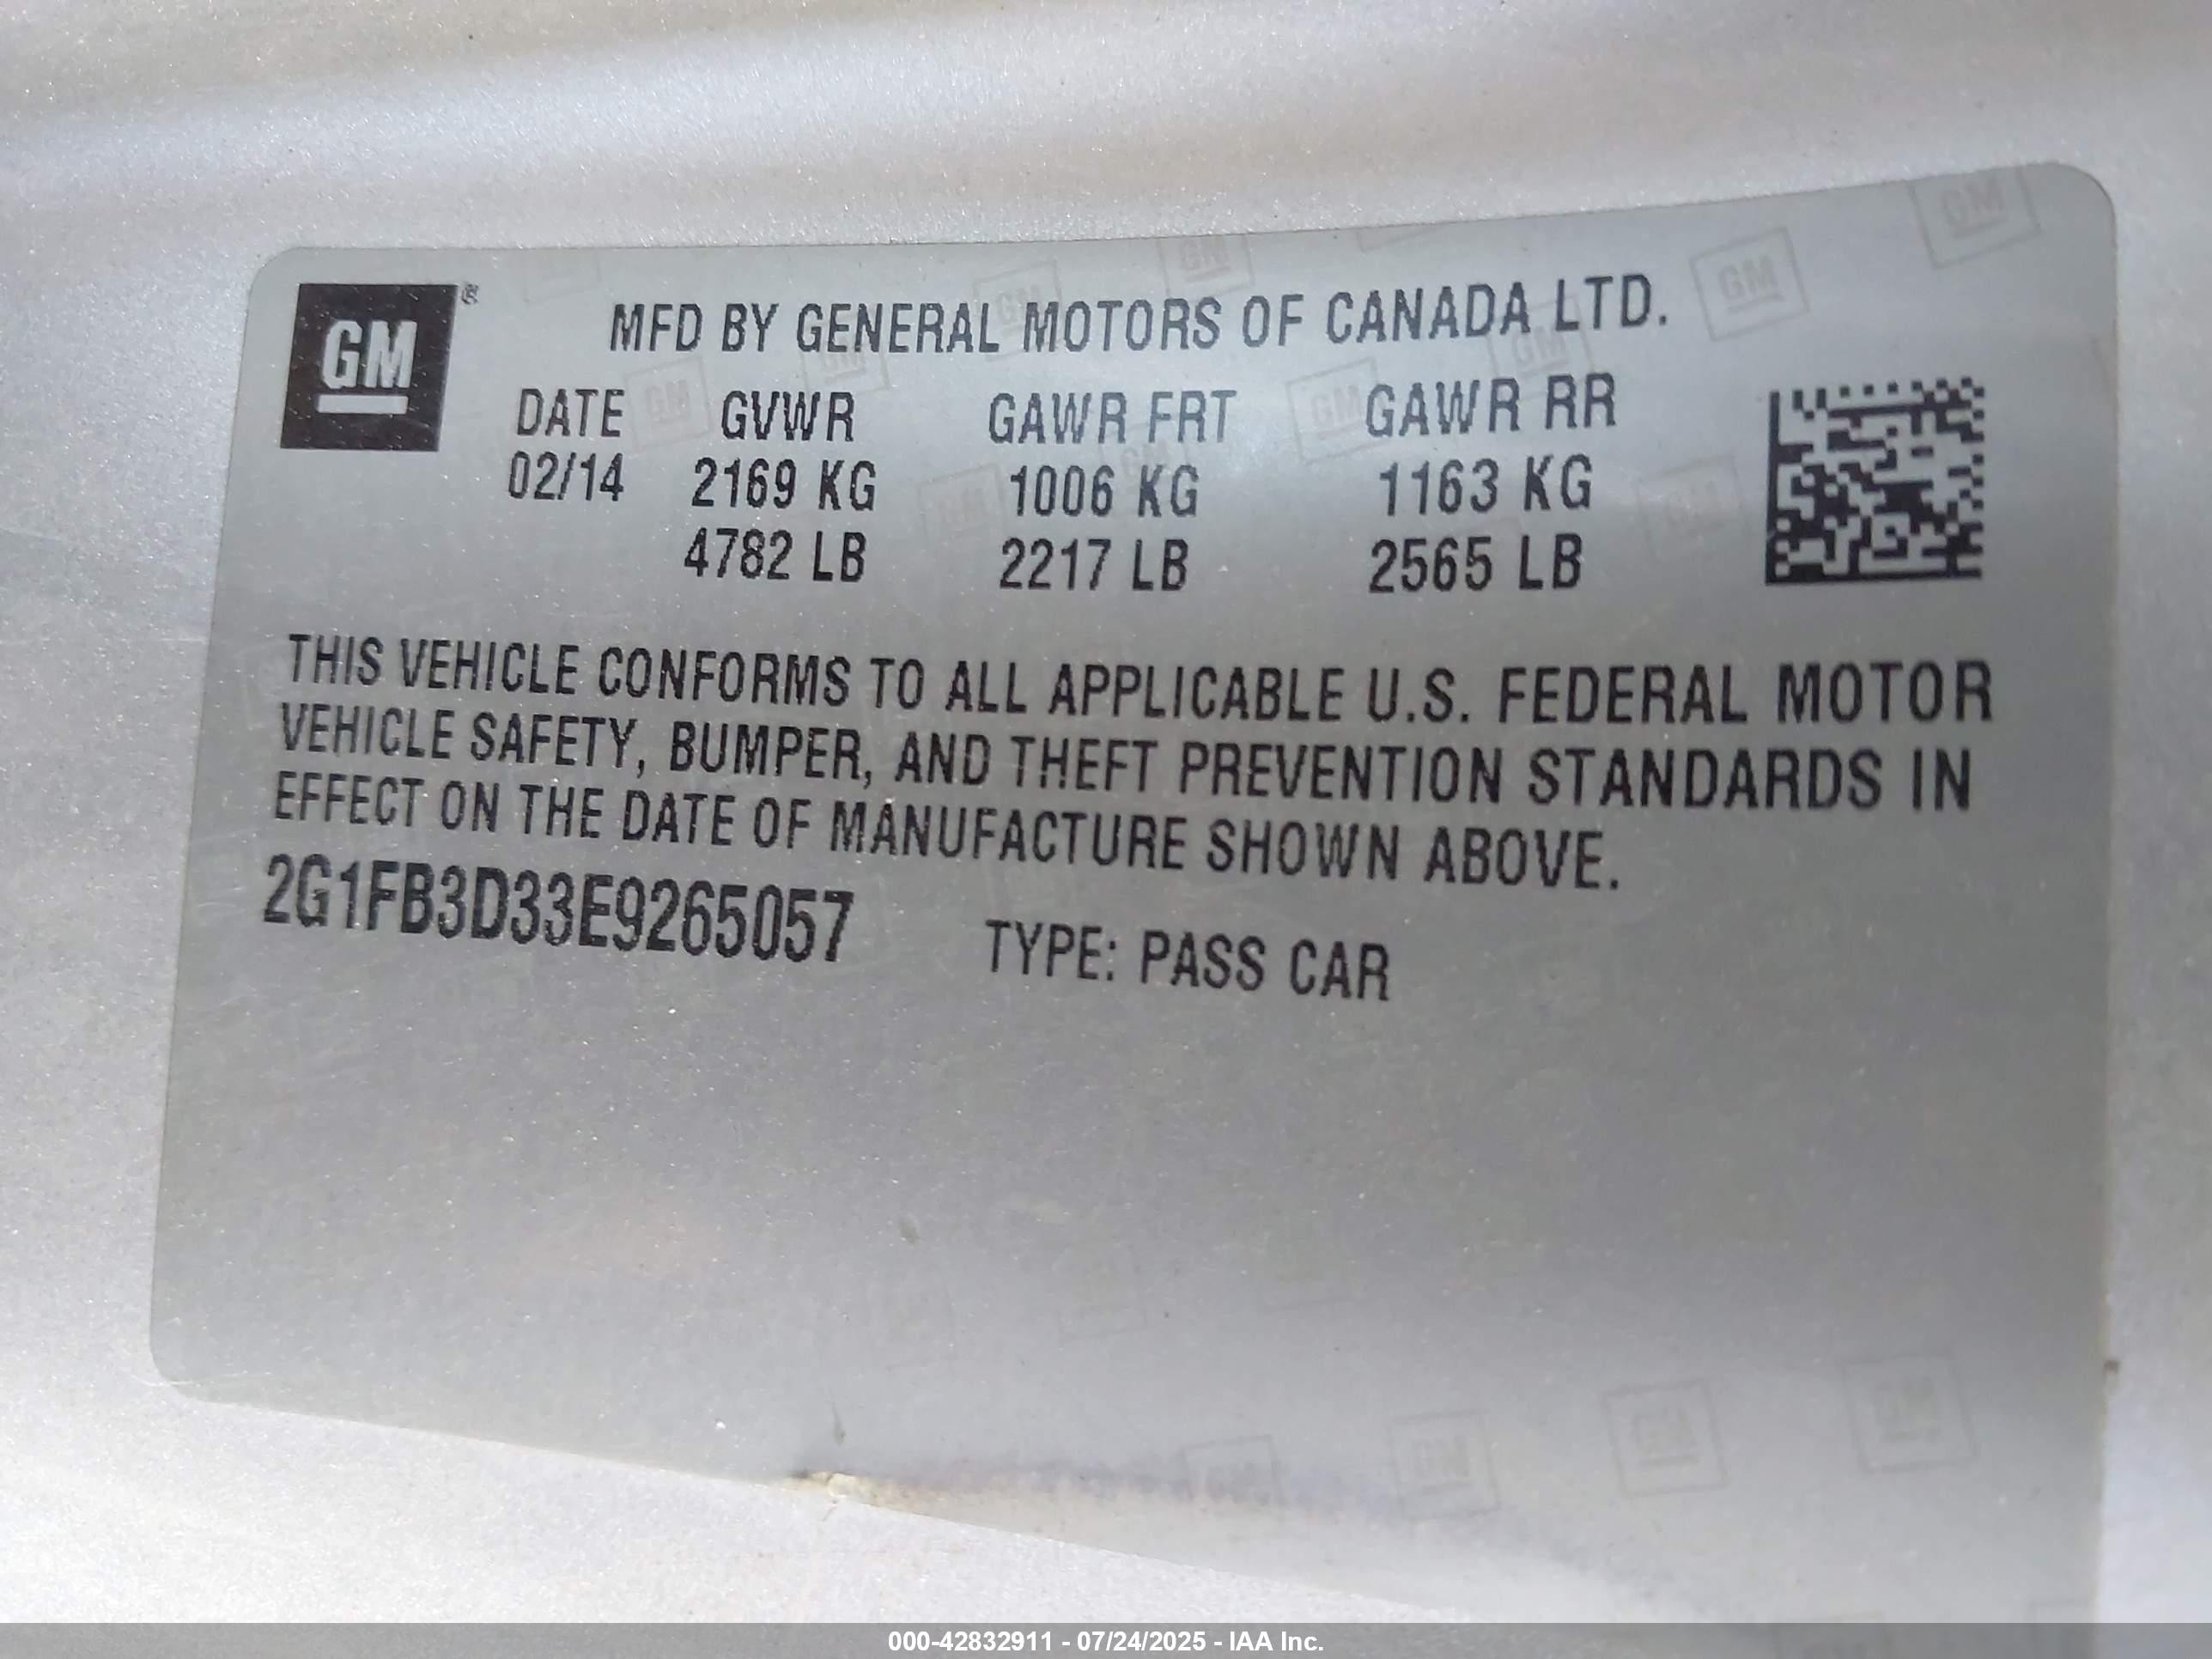 GM ®
MFD BY GENERAL MOTORS OF CANADA LTD.
DATE GVWR GAWR FRT GAWR RR
02/14 2169 KG 1006 KG 1163 KG
4782 LB 2217 LB 2565 LB
THIS VEHICLE CONFORMS TO ALL APPLICABLE U.S. FEDERAL MOTOR
VEHICLE SAFETY, BUMPER, AND THEFT PREVENTION STANDARDS IN
EFFECT ON THE DATE OF MANUFACTURE SHOWN ABOVE.
2G1FB3D33E9265057 TYPE: PASS CAR
000-42832911 - 07/24/2025 - IAA Inc.